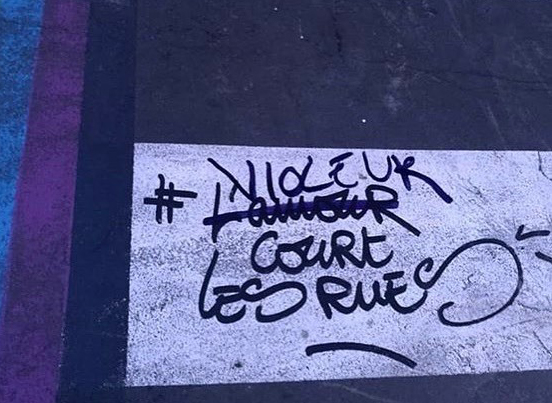 VIOLEUR
# L'amour
COURT
LES RUES